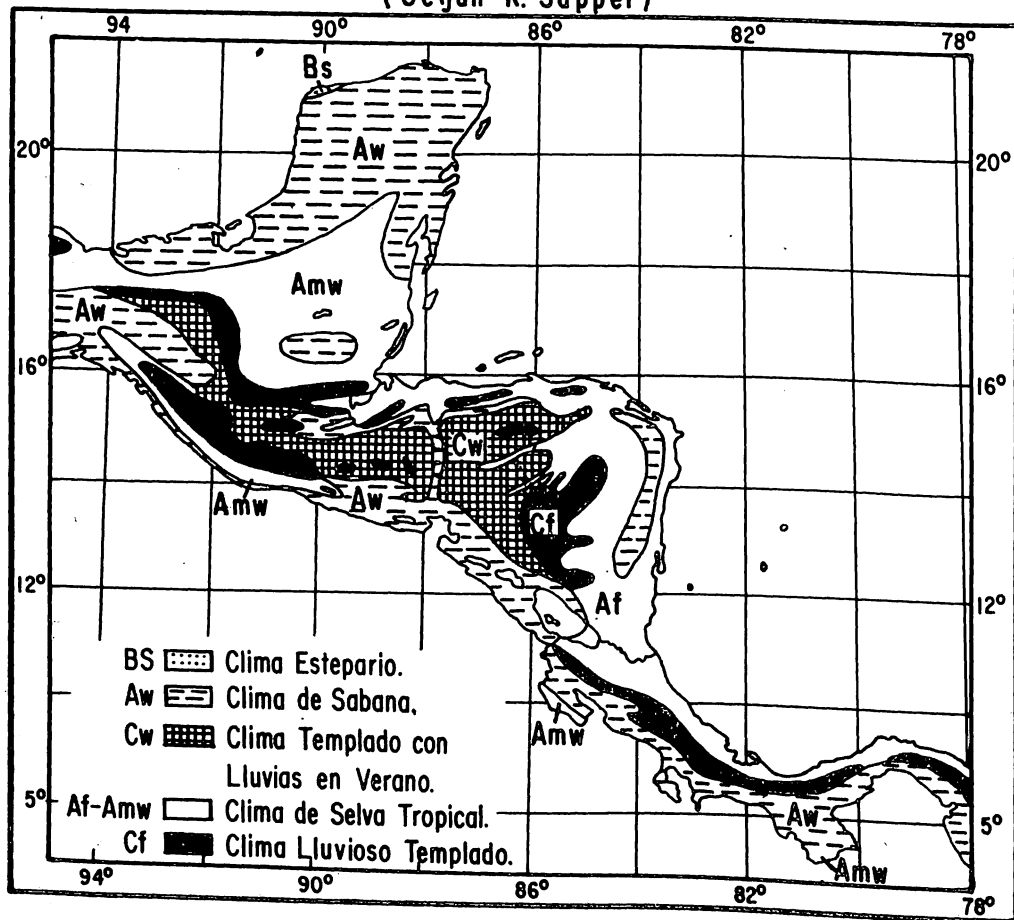 (Según K. Sapper)
94 90° 86° 82° 78°
Bs
20° Aw 20°
Amw
Aw
16° 16°
Cw
Amw Aw
Cf
12° Af 12°
BS Clima Estepario.
Aw Clima de Sabana.
Amw
Cw Clima Templado con
Lluvias en Verano.
Af-Amw Clima de Selva Tropical.
5° Aw 5°
Cf Clima Lluvioso Templado.
Amw
94° 90° 86° 82° 78°